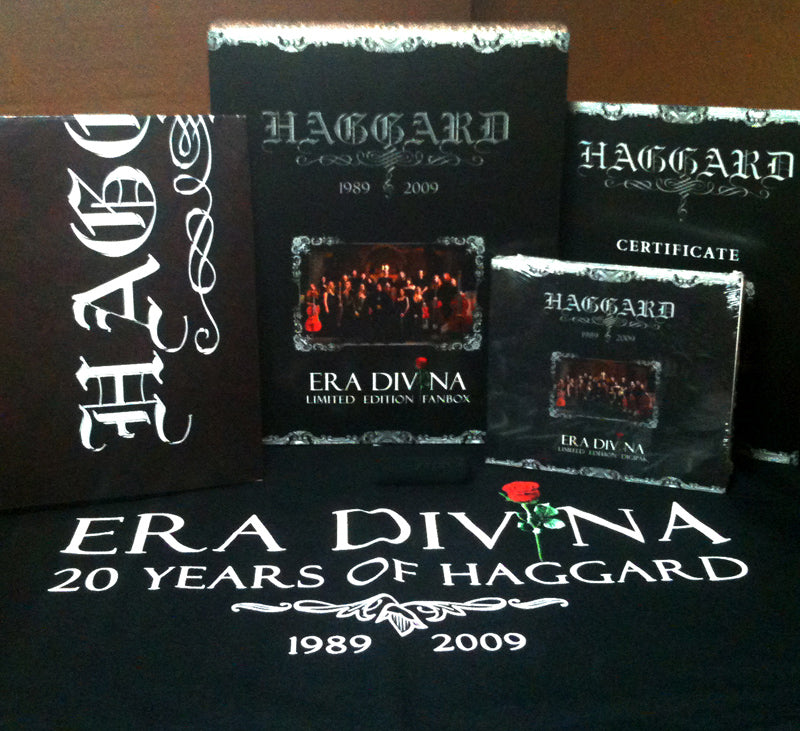 HAGG
HAGGARD
1989 2009
ERA DIVINA
LIMITED EDITION FANBOX
HAGGARD
CERTIFICATE
HAGGARD
1989 2009
ERA DIVINA
LIMITED EDITION DIGIPAK
ERA DIVINA
20 YEARS OF HAGGARD
1989 2009